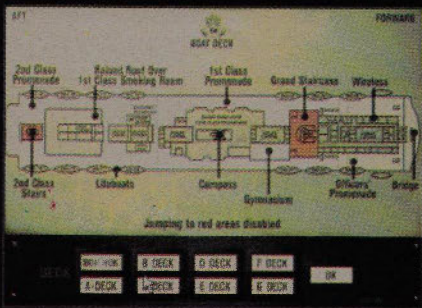 AFT
FORWARD
BOAT DECK
2nd Class
Promenade
Raised Roof Over
1st Class Smoking Room
1st Class
Promenade
Grand Staircase
Wireless
2nd Class
Stairs
Lifeboats
Compass
Gymnasium
Officers'
Promenade
Bridge
Jumping to red areas disabled
DECK
B DECK
D DECK
F DECK
A-DECK
DECK
E DECK
G DECK
OK